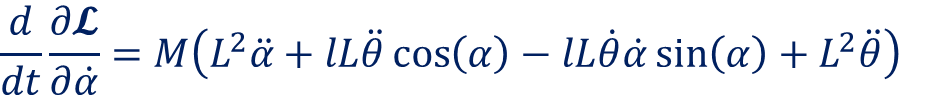 d/dt ∂𝓛/∂α̇ = M(L²α̈ + lLθ̈ cos(α) − lLθ̇α̇ sin(α) + L²θ̈)